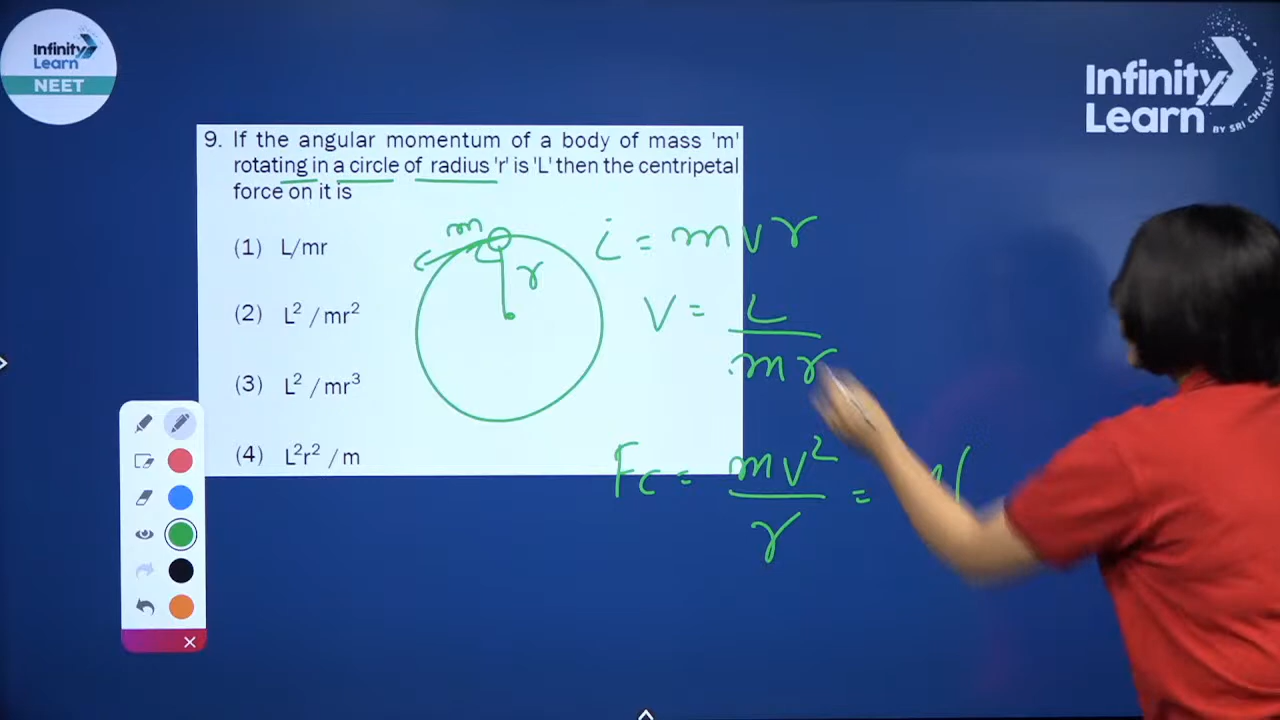 Infinity
Learn
NEET
Infinity
Learn
BY SRI CHAITANYA
9. If the angular momentum of a body of mass 'm'
rotating in a circle of radius 'r' is 'L' then the centripetal
force on it is
(1) L/mr
(2) L² / mr²
(3) L² / mr³
(4) L²r² / m
m
r
L = mvr
V = L
mr
Fc = mv² =
r